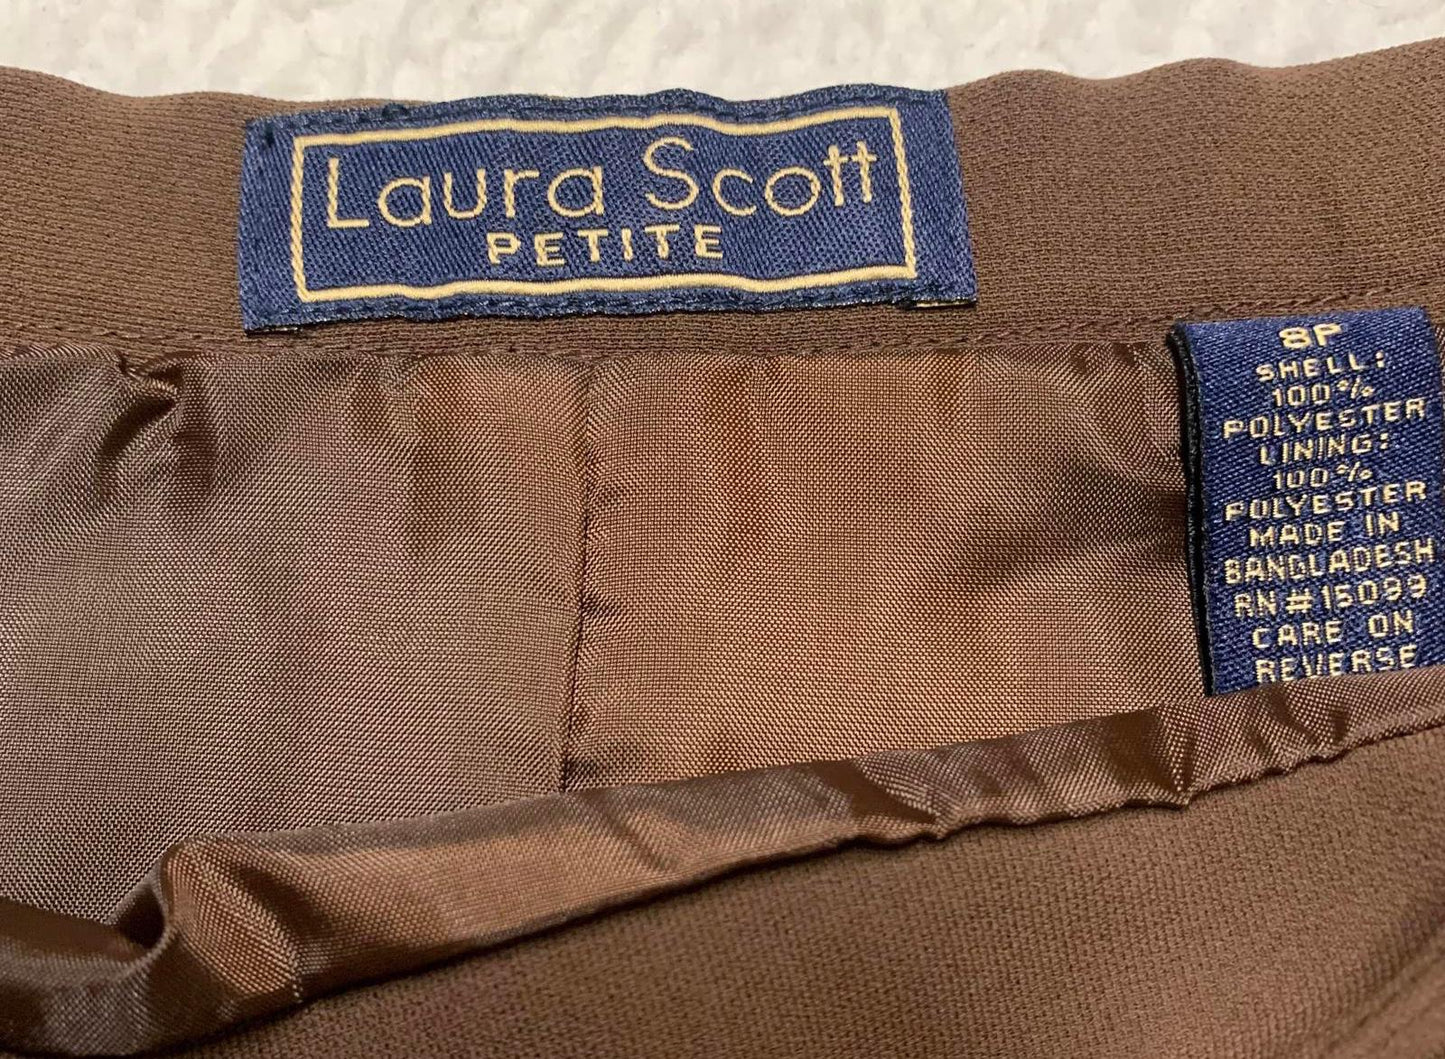 Laura Scott
PETITE
8P
SHELL:
100%
POLYESTER
LINING:
100%
POLYESTER
MADE IN
BANGLADESH
RN#15099
CARE ON
REVERSE